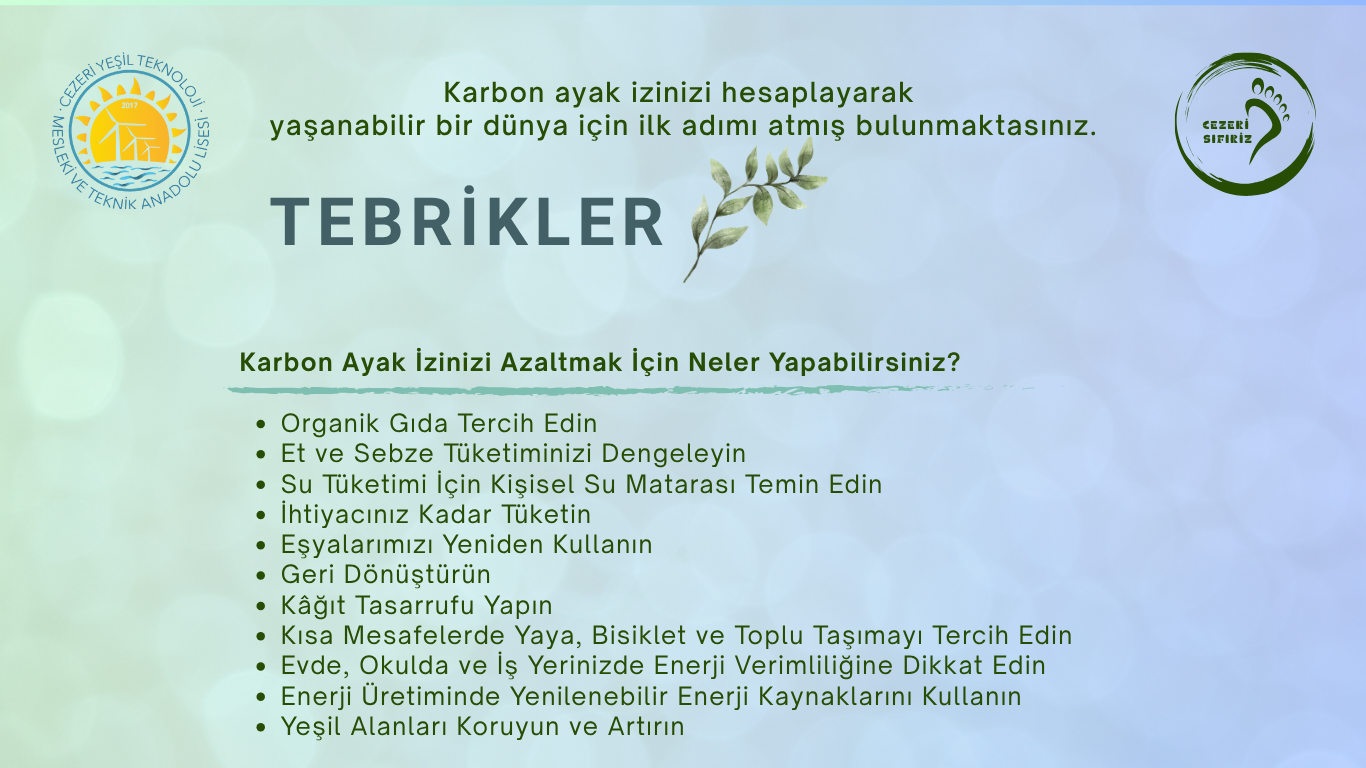 · CEZERİ YEŞİL TEKNOLOJİ ·
MESLEKİ VE TEKNİK ANADOLU LİSESİ
2017
Karbon ayak izinizi hesaplayarak
yaşanabilir bir dünya için ilk adımı atmış bulunmaktasınız.
CEZERİ
SIFIRIZ
TEBRİKLER
Karbon Ayak İzinizi Azaltmak İçin Neler Yapabilirsiniz?
• Organik Gıda Tercih Edin
• Et ve Sebze Tüketiminizi Dengeleyin
• Su Tüketimi İçin Kişisel Su Matarası Temin Edin
• İhtiyacınız Kadar Tüketin
• Eşyalarımızı Yeniden Kullanın
• Geri Dönüştürün
• Kâğıt Tasarrufu Yapın
• Kısa Mesafelerde Yaya, Bisiklet ve Toplu Taşımayı Tercih Edin
• Evde, Okulda ve İş Yerinizde Enerji Verimliliğine Dikkat Edin
• Enerji Üretiminde Yenilenebilir Enerji Kaynaklarını Kullanın
• Yeşil Alanları Koruyun ve Artırın